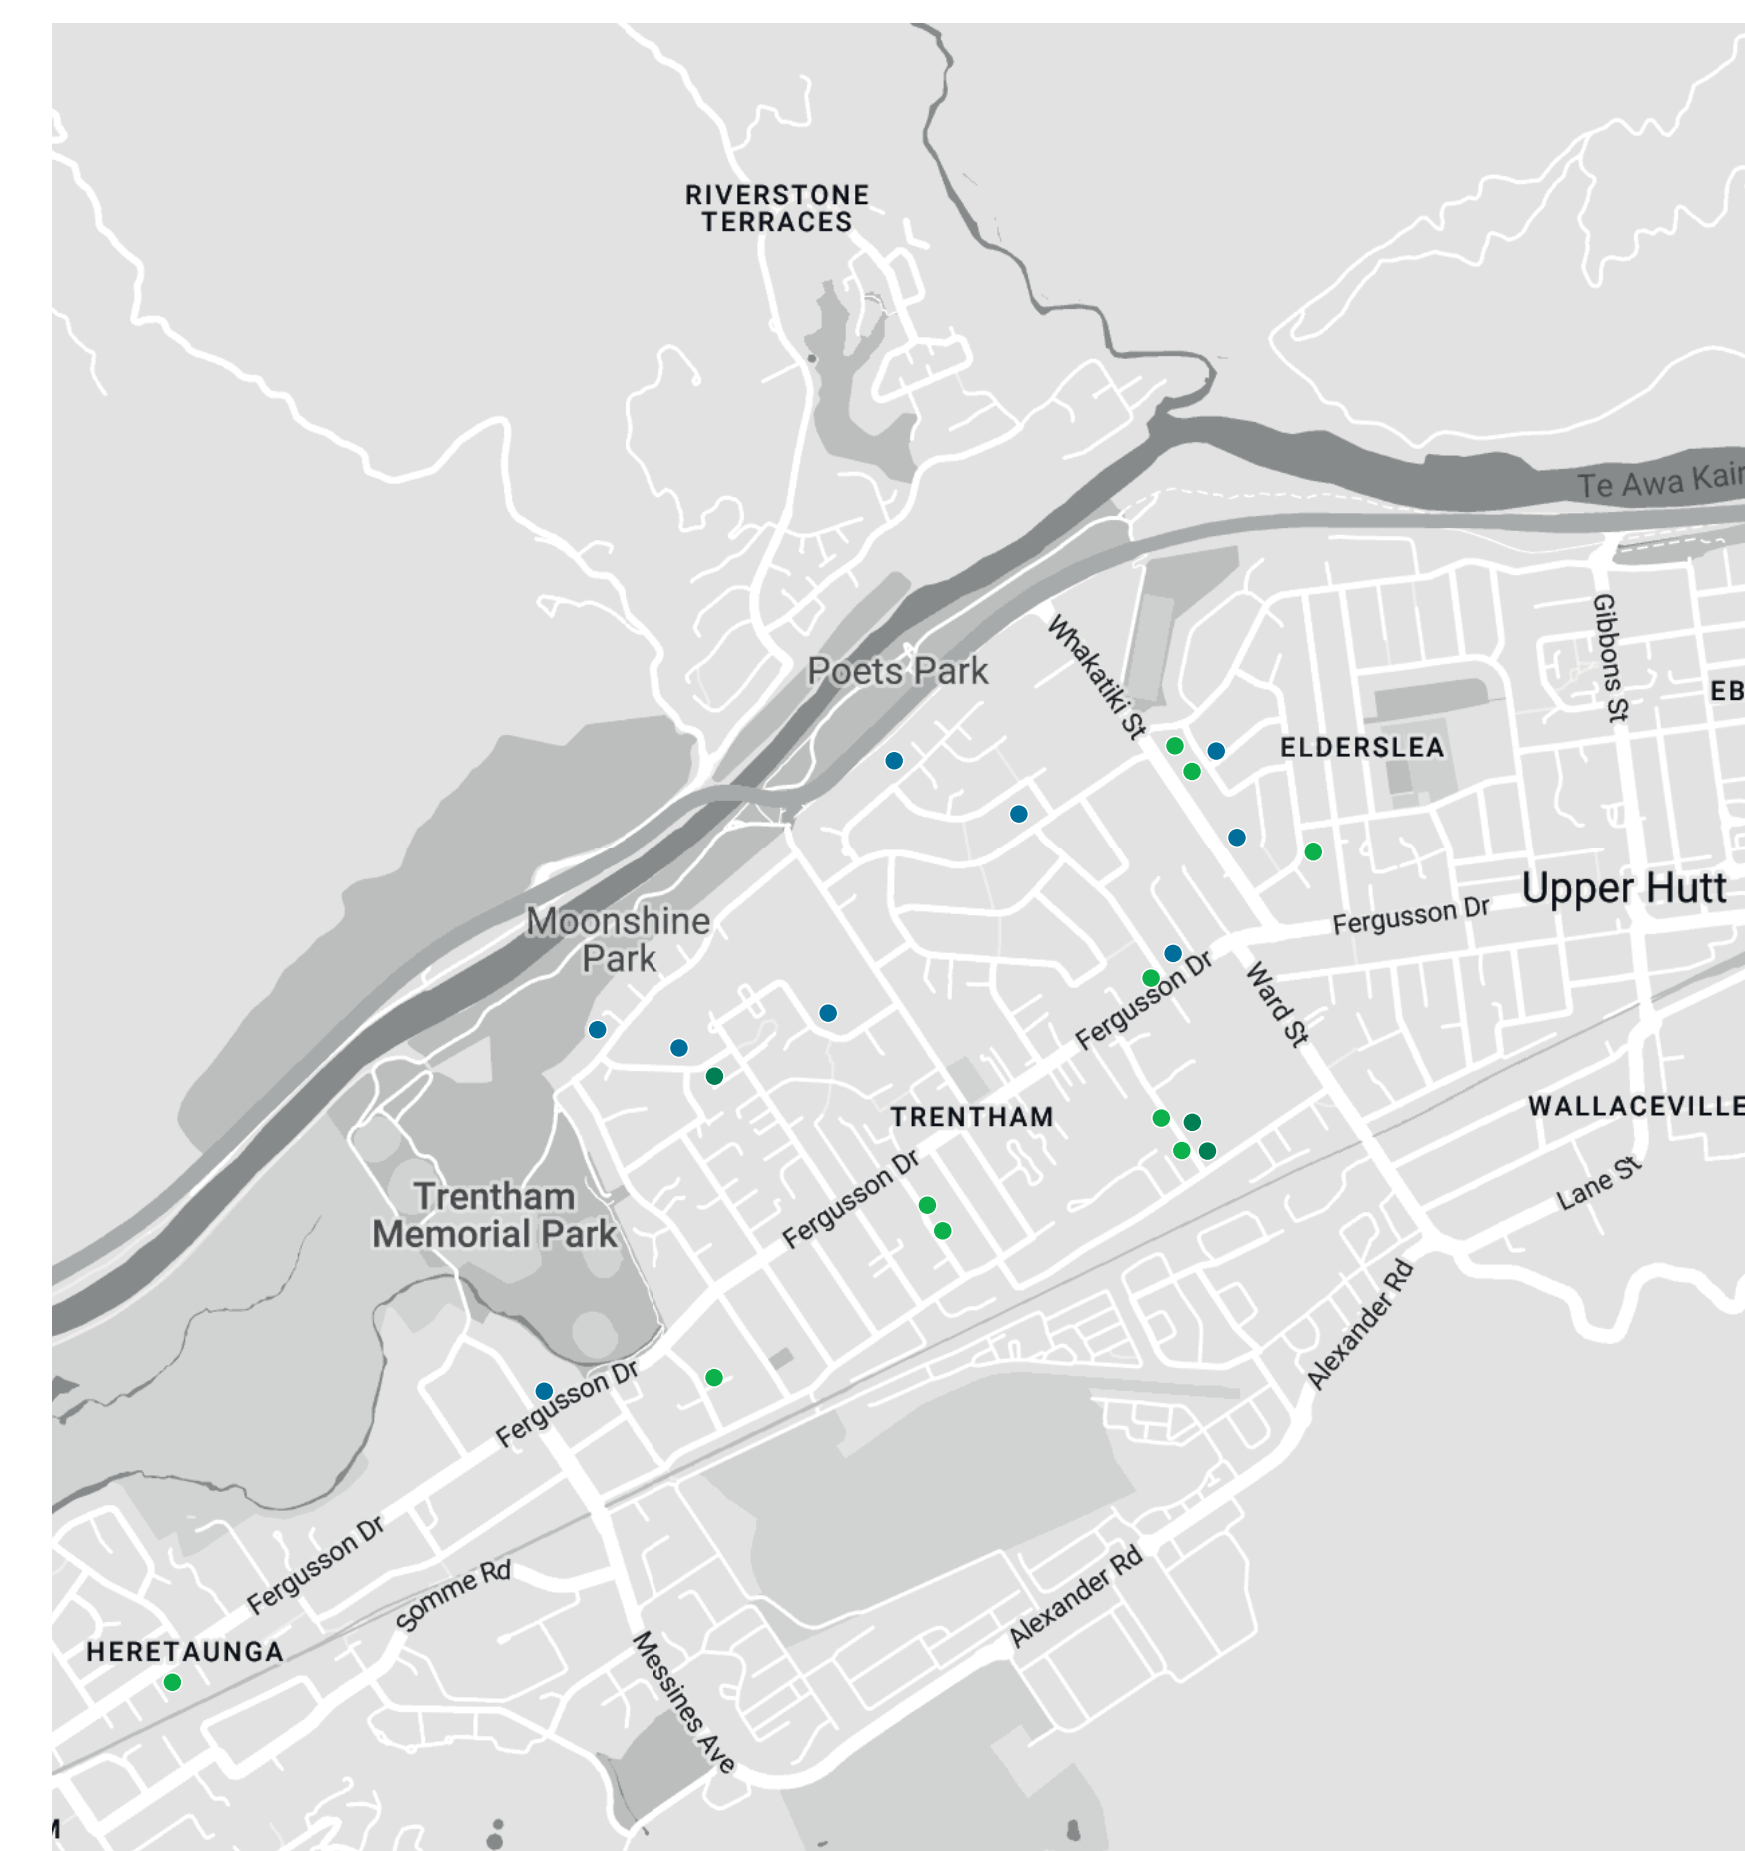 RIVERSTONE
TERRACES
Te Awa Kair
Whakatiki St
Gibbons St
Poets Park
EB
ELDERSLEA
Upper Hutt
Fergusson Dr
Moonshine
Park
Fergusson Dr
Ward St
TRENTHAM
WALLACEVILLE
Fergusson Dr
Lane St
Trentham
Memorial Park
Alexander Rd
Fergusson Dr
Fergusson Dr
Somme Rd
Alexander Rd
HERETAUNGA
Messines Ave